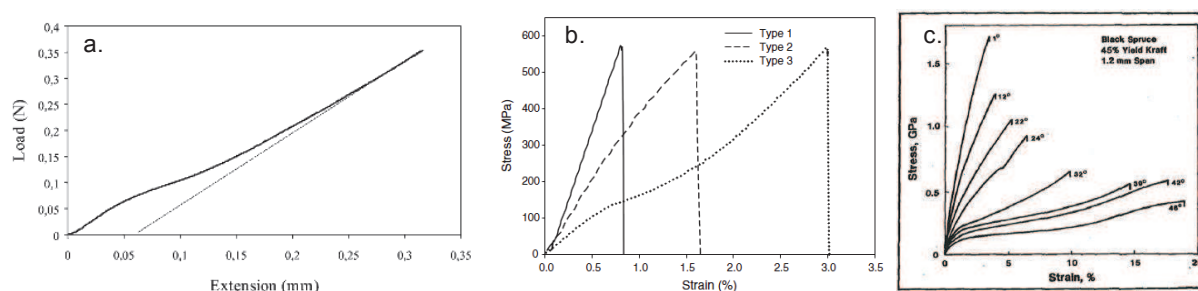 a.
Load (N)
0,4
0,35
0,3
0,25
0,2
0,15
0,1
0,05
0
0 0,05 0,1 0,15 0,2 0,25 0,3 0,35
Extension (mm)
b.
Type 1
Type 2
Type 3
Stress (MPa)
600
500
400
300
200
100
0
0.0 0.5 1.0 1.5 2.0 2.5 3.0 3.5
Strain (%)
c.
Black Spruce
45% Yield Kraft
1.2 mm Span
Stress, GPa
1.5
1.0
0.5
0
1°
12°
22°
24°
32°
39°
42°
0 5 10 15 20
Strain, %